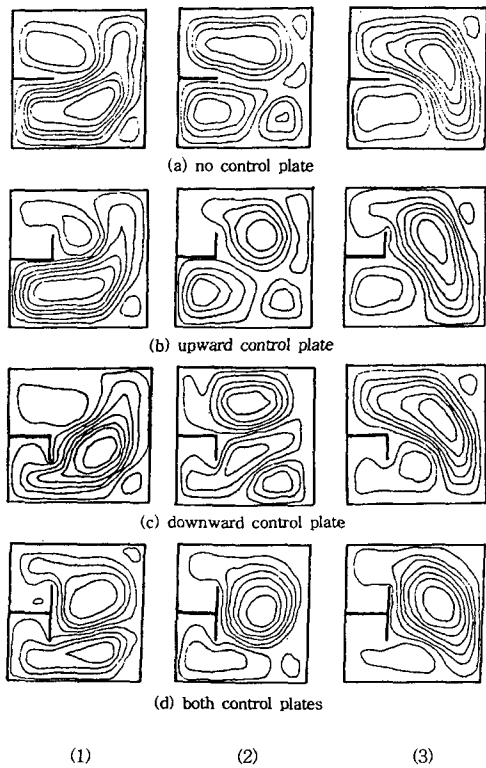 (a) no control plate
(b) upward control plate
(c) downward control plate
(d) both control plates
(1) (2) (3)